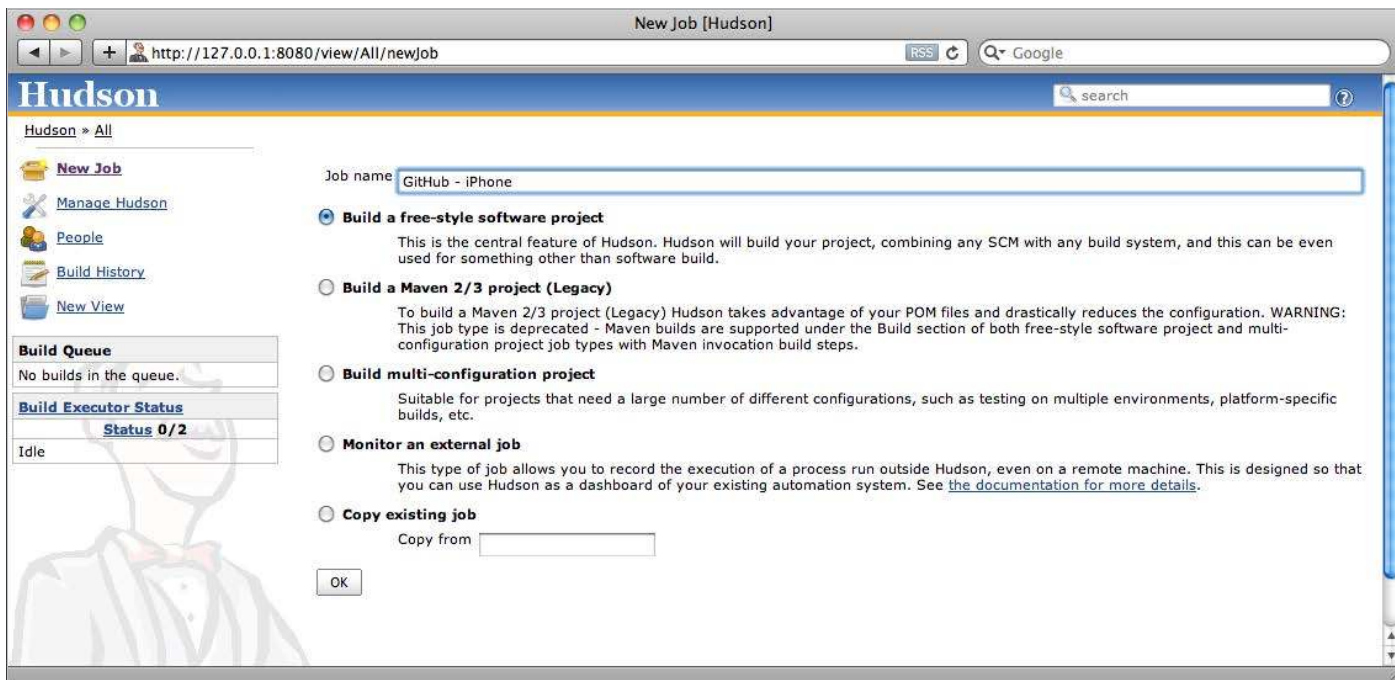 New Job [Hudson]
http://127.0.0.1:8080/view/All/newJob
RSS
Google
Hudson
search
Hudson » All
New Job
Manage Hudson
People
Build History
New View
Build Queue
No builds in the queue.
Build Executor Status
Status 0/2
Idle
Job name GitHub - iPhone
Build a free-style software project
This is the central feature of Hudson. Hudson will build your project, combining any SCM with any build system, and this can be even
used for something other than software build.
Build a Maven 2/3 project (Legacy)
To build a Maven 2/3 project (Legacy) Hudson takes advantage of your POM files and drastically reduces the configuration. WARNING:
This job type is deprecated - Maven builds are supported under the Build section of both free-style software project and multi-
configuration project job types with Maven invocation build steps.
Build multi-configuration project
Suitable for projects that need a large number of different configurations, such as testing on multiple environments, platform-specific
builds, etc.
Monitor an external job
This type of job allows you to record the execution of a process run outside Hudson, even on a remote machine. This is designed so that
you can use Hudson as a dashboard of your existing automation system. See the documentation for more details.
Copy existing job
Copy from
OK